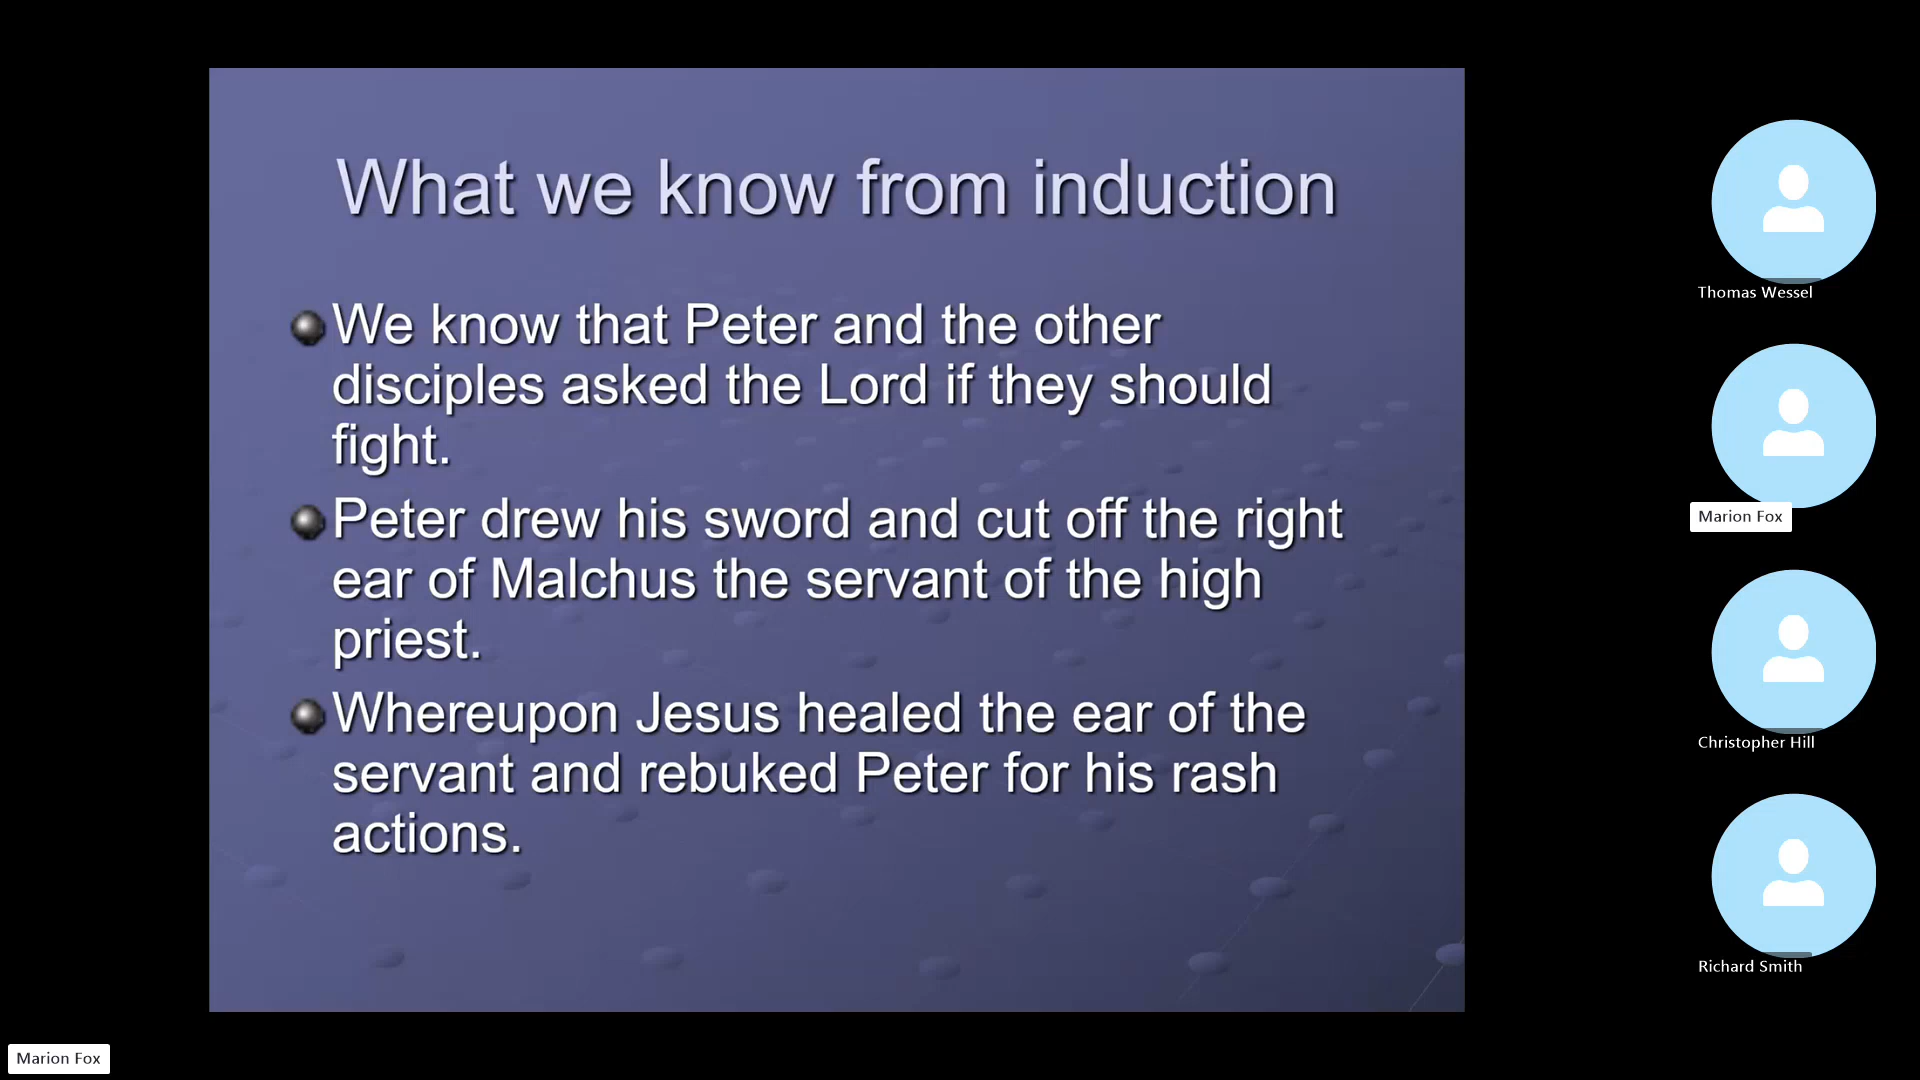 What we know from induction
We know that Peter and the other
disciples asked the Lord if they should
fight.
Peter drew his sword and cut off the right
ear of Malchus the servant of the high
priest.
Whereupon Jesus healed the ear of the
servant and rebuked Peter for his rash
actions.
Thomas Wessel
Marion Fox
Christopher Hill
Richard Smith
Marion Fox